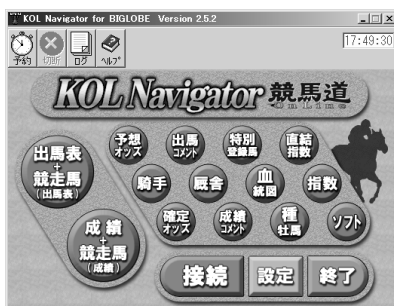 KOL Navigator for BIGLOBE Version 2.5.2
17:49:30
予約 切断 ログ ヘルプ
KOL Navigator 競馬道
OnLine
出馬表
+
競走馬
(出馬表)
予想
オッズ
出馬
コメント
特別
登録馬
直結
指数
騎手
厩舎
血
統図
指数
成績
+
競走馬
(成績)
確定
オッズ
成績
コメント
種
牡馬
ソフト
接続 設定 終了